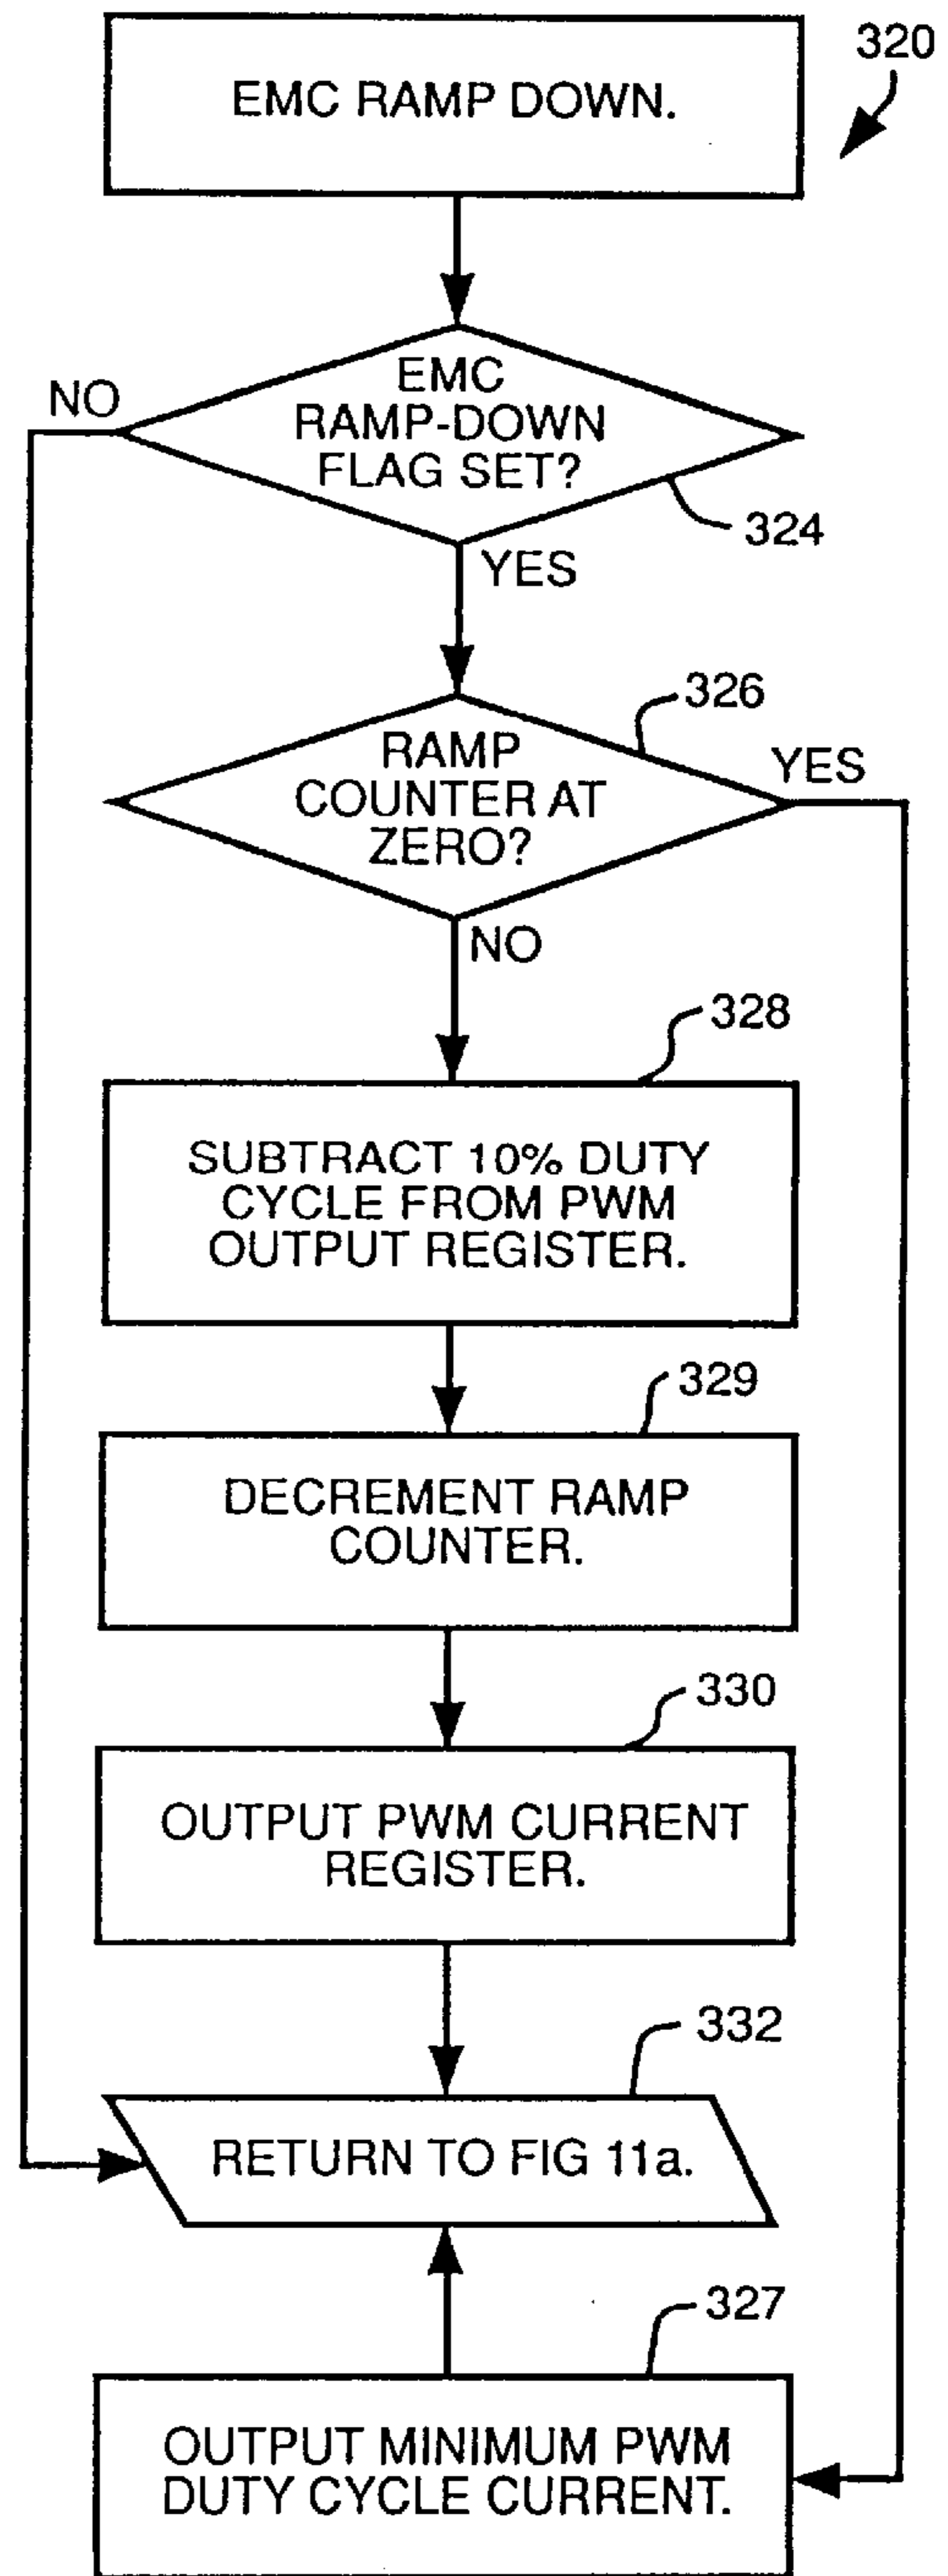 320
EMC RAMP DOWN.
NO
EMC
RAMP-DOWN
FLAG SET?
324
YES
326
RAMP
COUNTER AT
ZERO?
YES
NO
328
SUBTRACT 10% DUTY
CYCLE FROM PWM
OUTPUT REGISTER.
329
DECREMENT RAMP
COUNTER.
330
OUTPUT PWM CURRENT
REGISTER.
332
RETURN TO FIG 11a.
327
OUTPUT MINIMUM PWM
DUTY CYCLE CURRENT.